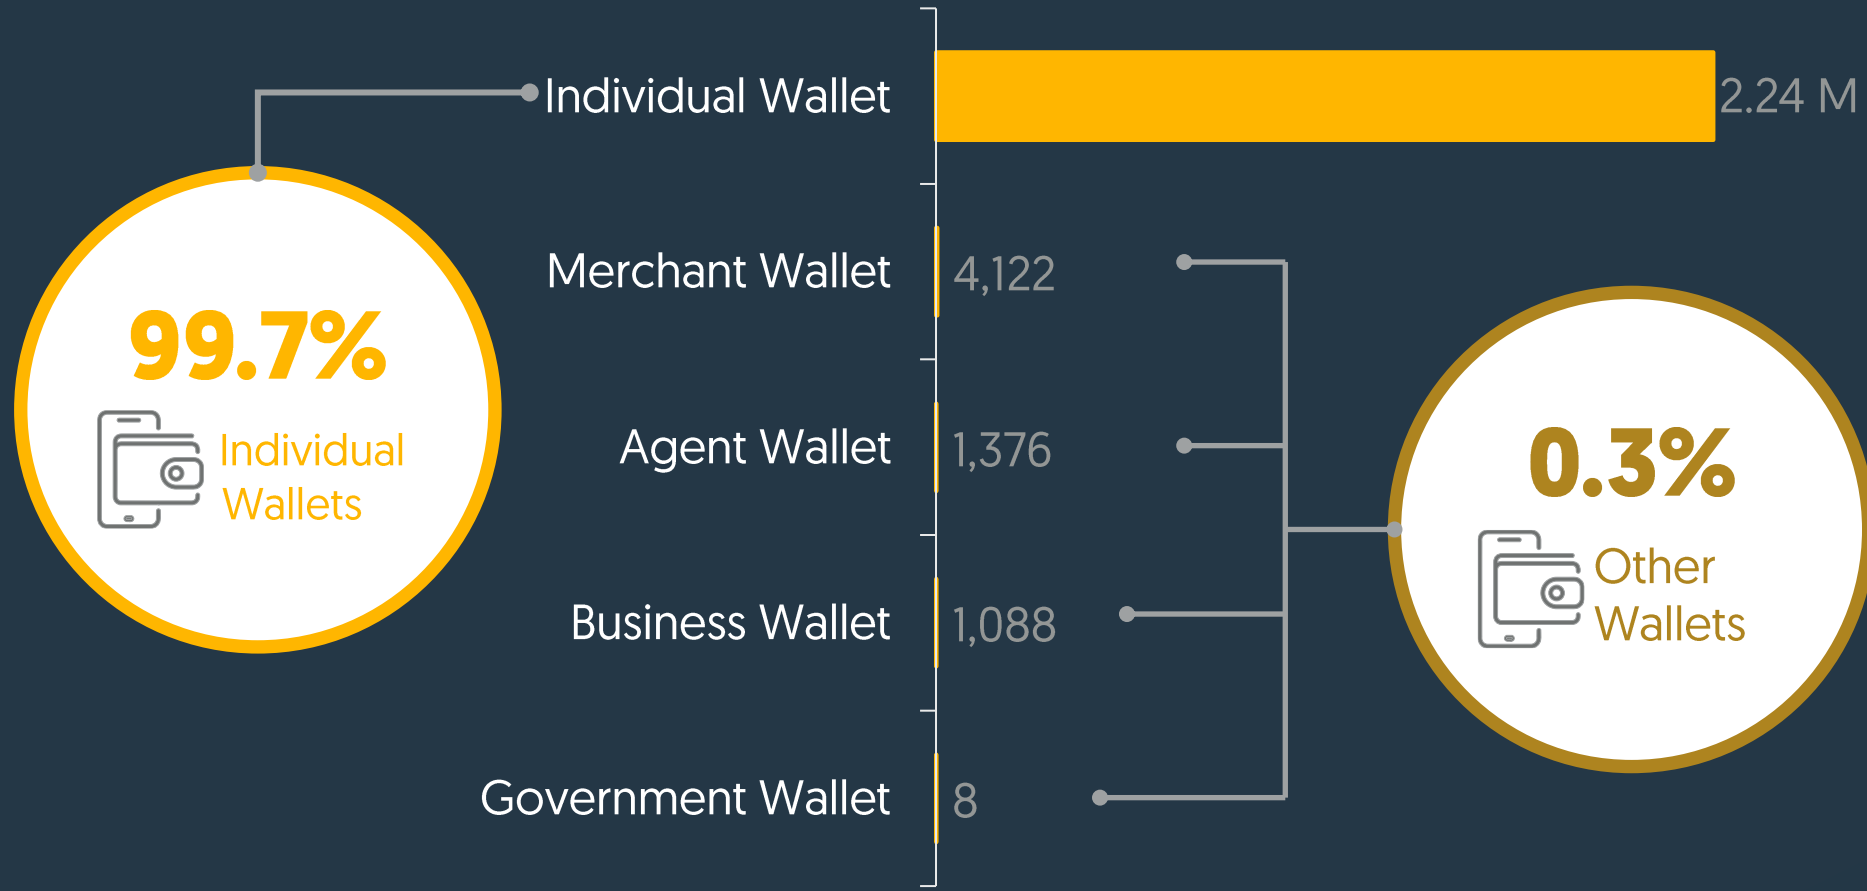 Individual Wallet
2.24 M
Merchant Wallet
4,122
Agent Wallet
1,376
Business Wallet
1,088
Government Wallet
8
99.7%
Individual
Wallets
0.3%
Other
Wallets